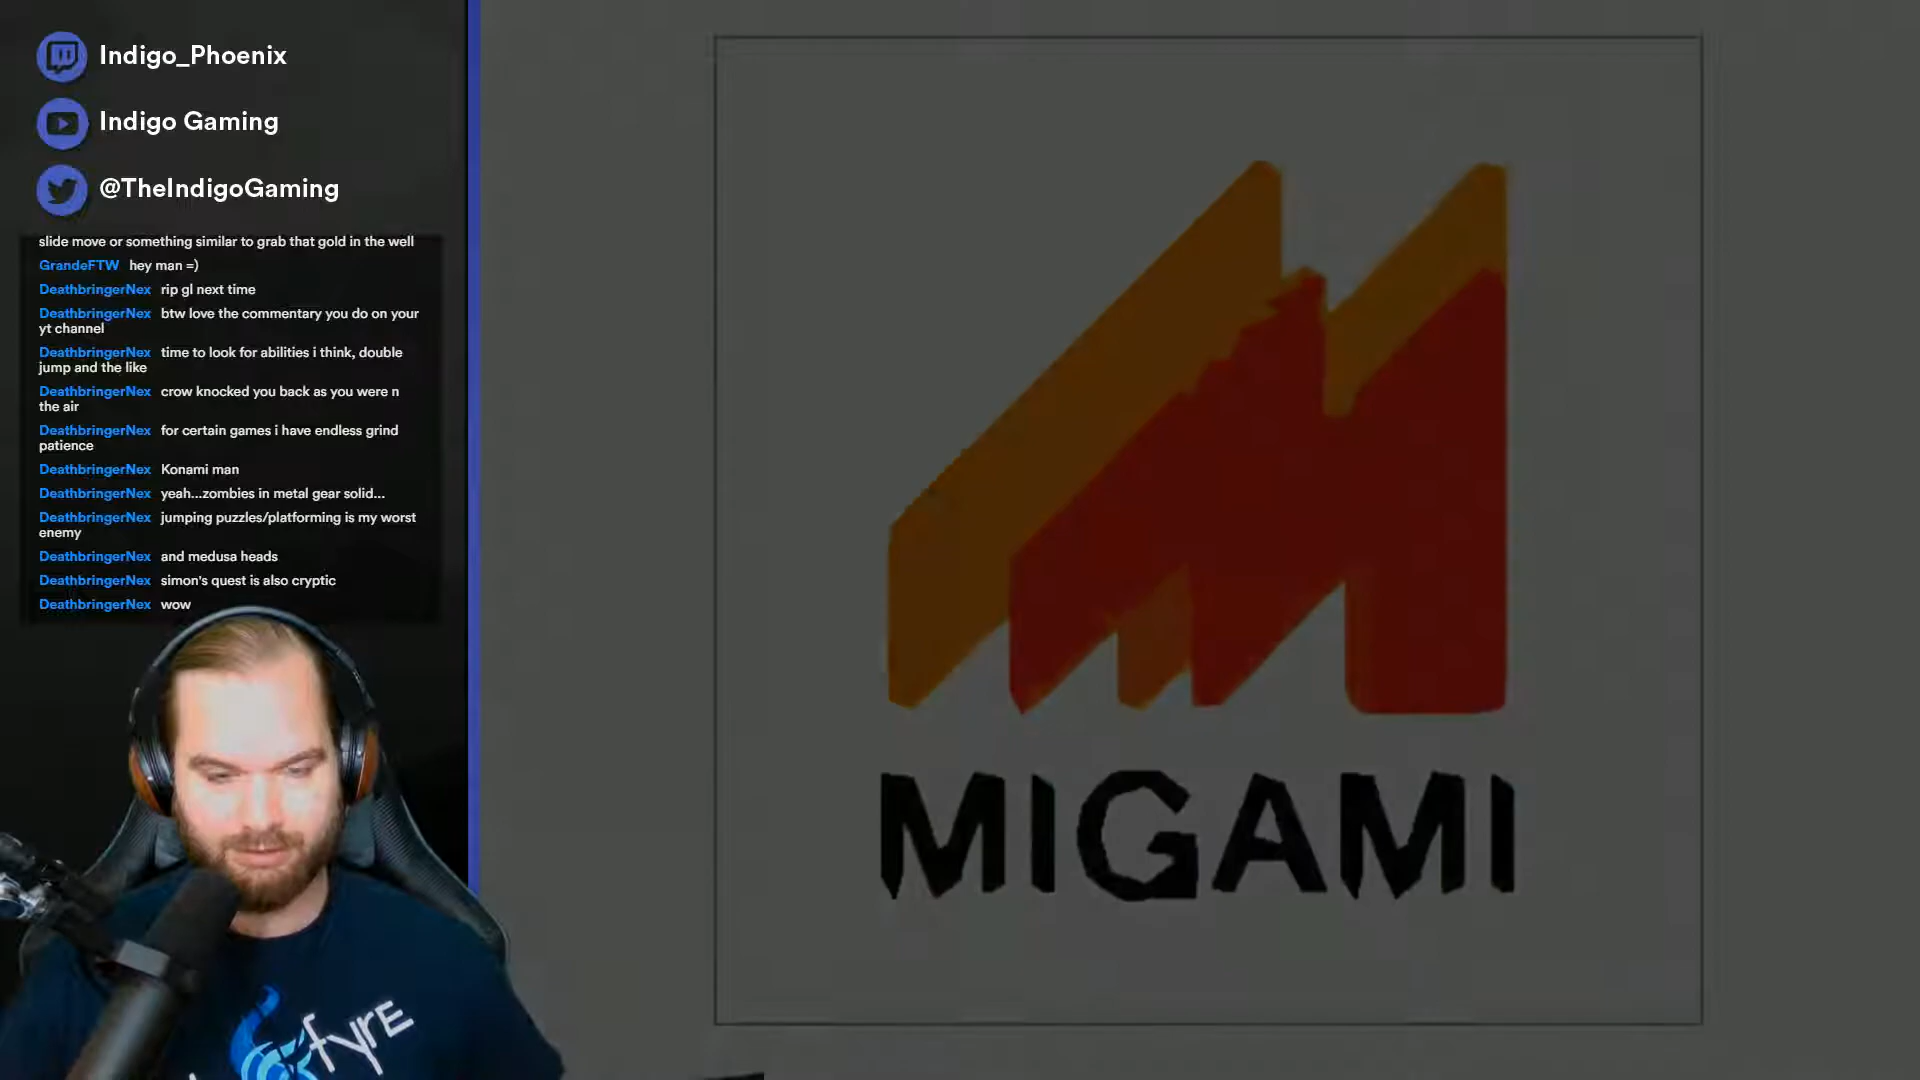 Indigo_Phoenix
Indigo Gaming
@TheIndigoGaming
slide move or something similar to grab that gold in the well
GrandeFTW hey man =)
DeathbringerNex rip gl next time
DeathbringerNex btw love the commentary you do on your
yt channel
DeathbringerNex time to look for abilities i think, double
jump and the like
DeathbringerNex crow knocked you back as you were n
the air
DeathbringerNex for certain games i have endless grind
patience
DeathbringerNex Konami man
DeathbringerNex yeah...zombies in metal gear solid...
DeathbringerNex jumping puzzles/platforming is my worst
enemy
DeathbringerNex and medusa heads
DeathbringerNex simon's quest is also cryptic
DeathbringerNex wow
MIGAMI
fyre